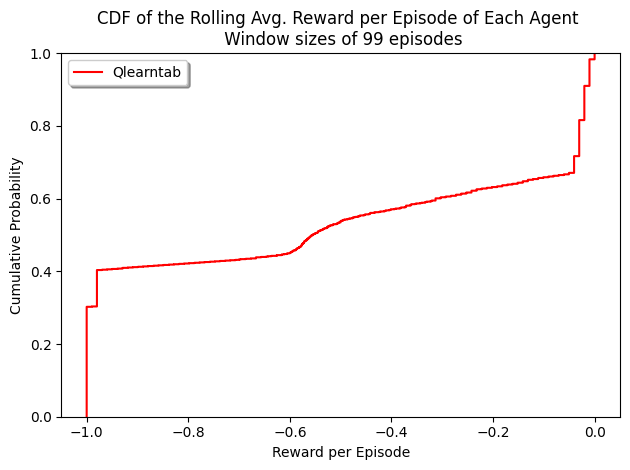 CDF of the Rolling Avg. Reward per Episode of Each Agent
Window sizes of 99 episodes
Qlearntab
Cumulative Probability
1.0
0.8
0.6
0.4
0.2
0.0
−1.0 −0.8 −0.6 −0.4 −0.2 0.0
Reward per Episode